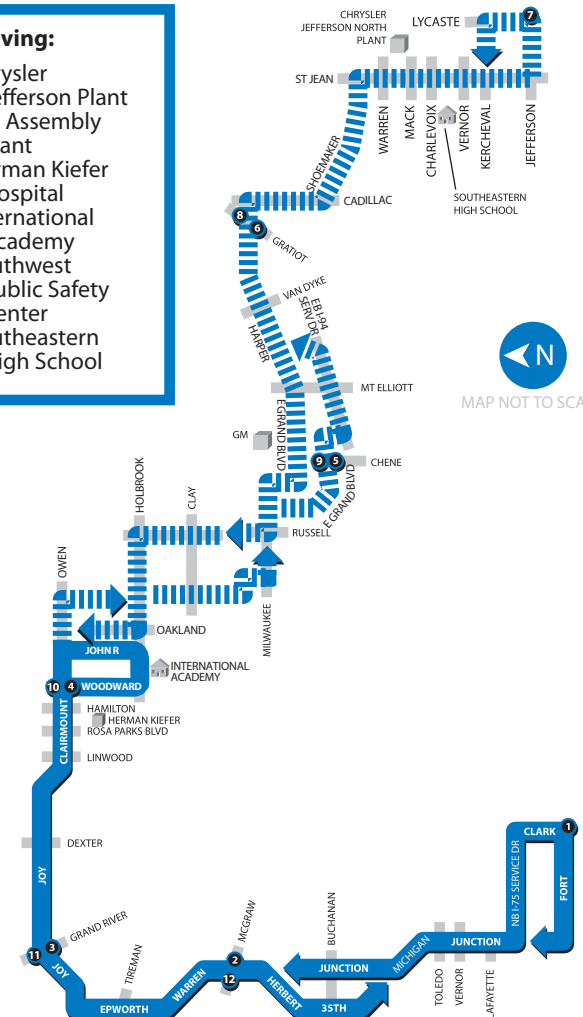 ving:
rysler
efferson Plant
Assembly
ant
rman Kiefer
ospital
ernational
cademy
uthwest
ublic Safety
enter
utheastern
igh School
CHRYSLER
JEFFERSON NORTH
PLANT
LYCASTE
7
ST JEAN
WARREN
MACK
CHARLEVOIX
VERNOR
KERCHEVAL
JEFFERSON
SOUTHEASTERN
HIGH SCHOOL
SHOEMAKER
CADILLAC
8
6
GRATIOT
VAN DYKE
HARPER
EB I-94
SERV DR
N
MAP NOT TO SCA
MT ELLIOTT
E GRAND BLVD
GM
9
5
CHENE
E GRAND BLVD
HOLBROOK
CLAY
RUSSELL
OWEN
MILWAUKEE
OAKLAND
JOHN R
INTERNATIONAL
ACADEMY
10
4
WOODWARD
CLAIRMOUNT
HAMILTON
HERMAN KIEFER
ROSA PARKS BLVD
LINWOOD
DEXTER
JOY
GRAND RIVER
11
3
JOY
TIREMAN
EPWORTH
WARREN
MCGRAW
2
12
HERBERT
35TH
BUCHANAN
JUNCTION
MICHIGAN
JUNCTION
TOLEDO
VERNOR
LAFAYETTE
NB I-75 SERVICE DR
CLARK
1
FORT